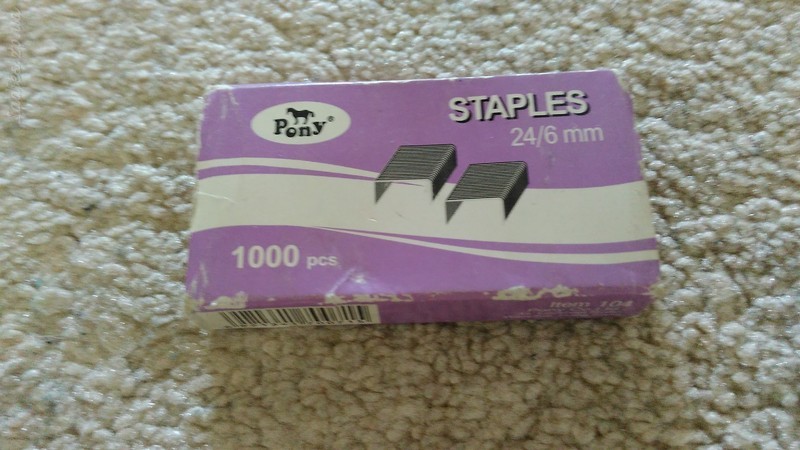 Pony®
STAPLES
24/6 mm
1000 pcs
Item 104